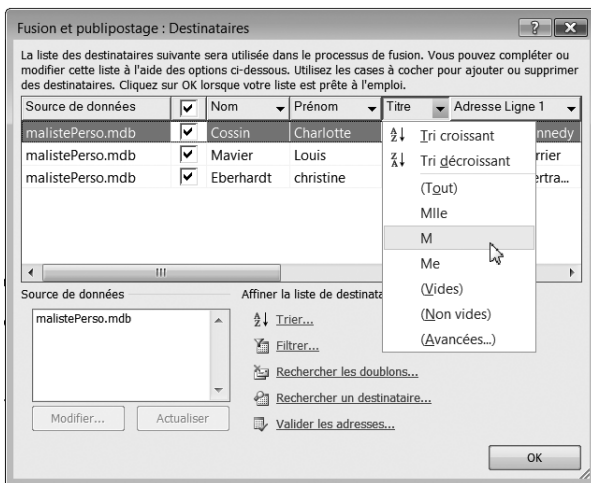 Fusion et publipostage : Destinataires
La liste des destinataires suivante sera utilisée dans le processus de fusion. Vous pouvez compléter ou
modifier cette liste à l'aide des options ci-dessous. Utilisez les cases à cocher pour ajouter ou supprimer
des destinataires. Cliquez sur OK lorsque votre liste est prête à l'emploi.
Source de données Nom Prénom Titre Adresse Ligne 1
malistePerso.mdb Cossin Charlotte nnedy
malistePerso.mdb Mavier Louis rrier
malistePerso.mdb Eberhardt christine ertra...
Tri croissant
Tri décroissant
(Tout)
Mlle
M
Me
(Vides)
(Non vides)
(Avancées...)
Source de données
malistePerso.mdb
Modifier... Actualiser
Affiner la liste de destinata
Trier...
Filtrer...
Rechercher les doublons...
Rechercher un destinataire...
Valider les adresses...
OK